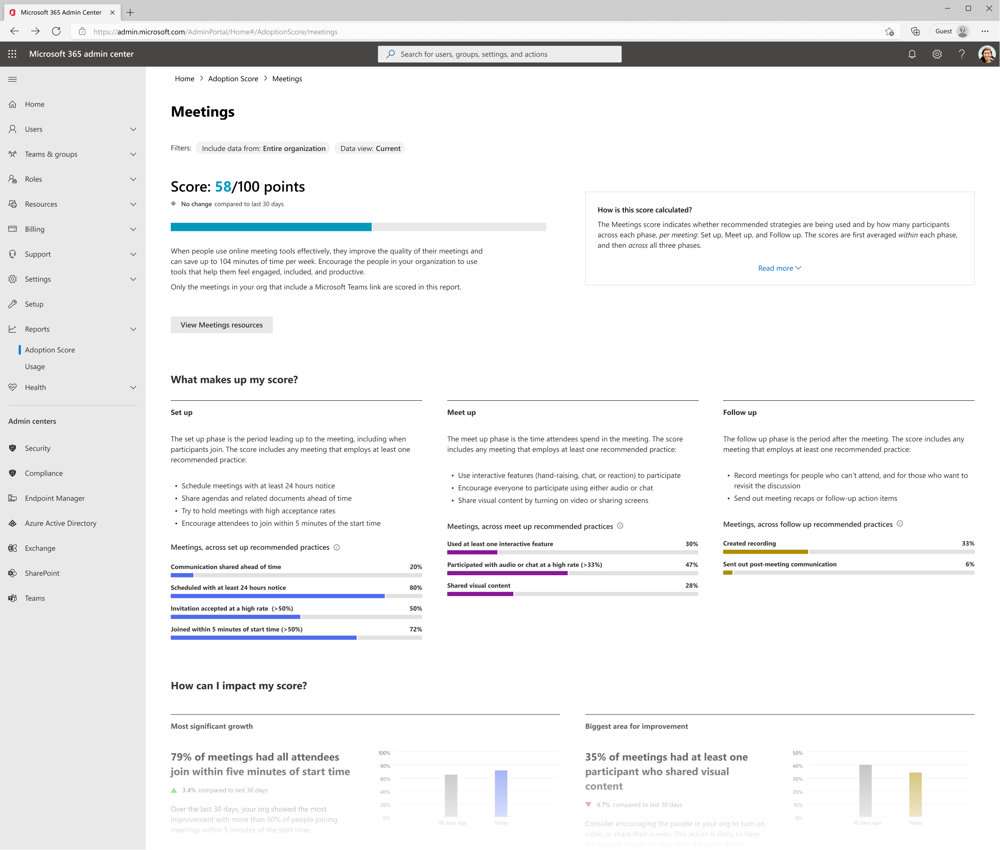 Microsoft 365 Admin Center
https://admin.microsoft.com/AdminPortal/Home#/AdoptionScore/meetings
Guest
Microsoft 365 admin center
Search for users, groups, settings, and actions
Home
Users
Teams & groups
Roles
Resources
Billing
Support
Settings
Setup
Reports
Adoption Score
Usage
Health
Admin centers
Security
Compliance
Endpoint Manager
Azure Active Directory
Exchange
SharePoint
Teams
Home > Adoption Score > Meetings
Meetings
Filters: Include data from: Entire organization Data view: Current
Score: 58/100 points
No change compared to last 30 days
When people use online meeting tools effectively, they improve the quality of their meetings and
can save up to 104 minutes of time per week. Encourage the people in your organization to use
tools that help them feel engaged, included, and productive.
Only the meetings in your org that include a Microsoft Teams link are scored in this report.
View Meetings resources
How is this score calculated?
The Meetings score indicates whether recommended strategies are being used and by how many participants
across each phase, per meeting: Set up, Meet up, and Follow up. The scores are first averaged within each phase,
and then across all three phases.
Read more
What makes up my score?
Set up
The set up phase is the period leading up to the meeting, including when
participants join. The score includes any meeting that employs at least one
recommended practice:
• Schedule meetings with at least 24 hours notice
• Share agendas and related documents ahead of time
• Try to hold meetings with high acceptance rates
• Encourage attendees to join within 5 minutes of the start time
Meetings, across set up recommended practices
Communication shared ahead of time 20%
Scheduled with at least 24 hours notice 80%
Invitation accepted at a high rate (>50%) 50%
Joined within 5 minutes of start time (>50%) 72%
Meet up
The meet up phase is the time attendees spend in the meeting. The score
includes any meeting that employs at least one recommended practice:
• Use interactive features (hand-raising, chat, or reaction) to participate
• Encourage everyone to participate using either audio or chat
• Share visual content by turning on video or sharing screens
Meetings, across meet up recommended practices
Used at least one interactive feature 30%
Participated with audio or chat at a high rate (>33%) 47%
Shared visual content 28%
Follow up
The follow up phase is the period after the meeting. The score includes any
meeting that employs at least one recommended practice:
• Record meetings for people who can’t attend, and for those who want to
revisit the discussion
• Send out meeting recaps or follow-up action items
Meetings, across follow up recommended practices
Created recording 33%
Sent out post-meeting communication 6%
How can I impact my score?
Most significant growth
79% of meetings had all attendees
join within five minutes of start time
3.4% compared to last 30 days
Over the last 30 days, your org showed the most
improvement with more than 50% of people joining
meetings within 5 minutes of the start time.
100%
80%
60%
40%
20%
0%
30 days ago Today
Biggest area for improvement
35% of meetings had at least one
participant who shared visual
content
4.7% compared to last 30 days
Consider encouraging the people in your org to turn on
video or share their screen. This action is likely to have
the biggest impact on your org’s Adoption Score.
50%
40%
30%
20%
10%
0%
30 days ago Today